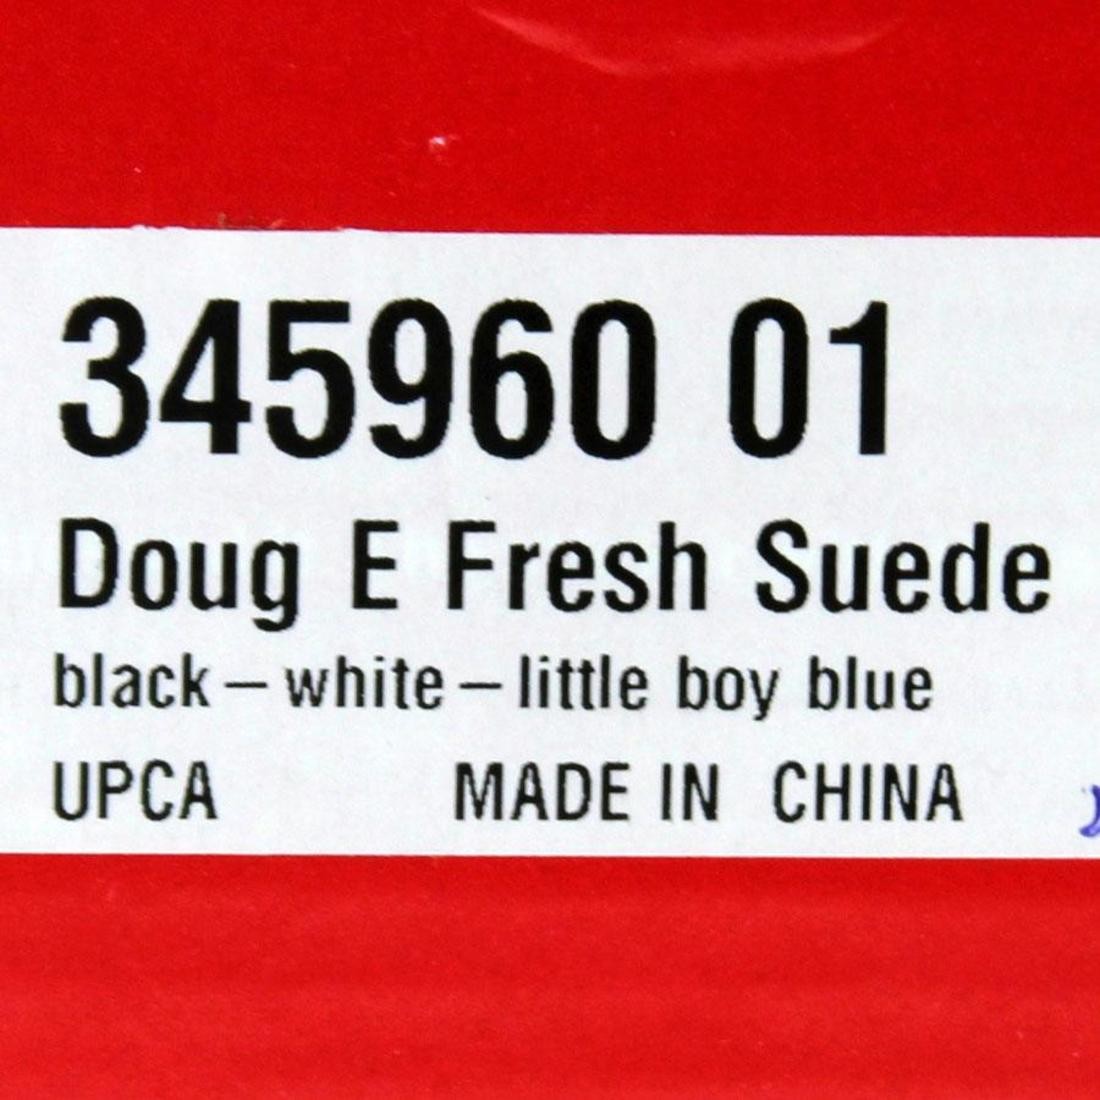 345960 01
Doug E Fresh Suede
black – white – little boy blue
UPCA MADE IN CHINA